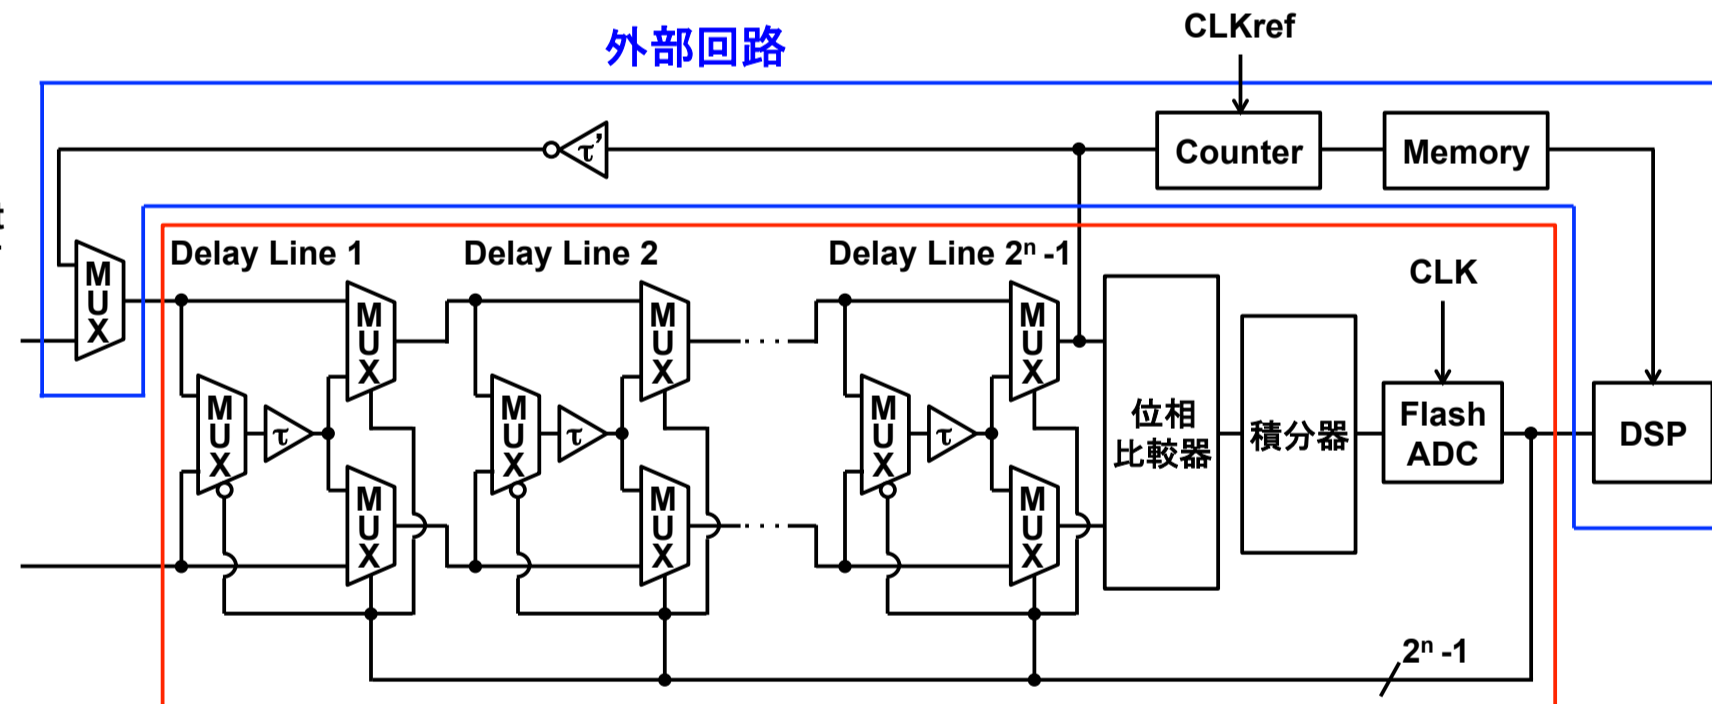 外部回路
CLKref
τ’
Counter
Memory
MUX
Delay Line 1
Delay Line 2
Delay Line 2ⁿ -1
CLK
MUX
MUX
MUX
MUX
τ
MUX
τ
MUX
τ
位相
比較器
積分器
Flash
ADC
DSP
MUX
MUX
MUX
2ⁿ -1